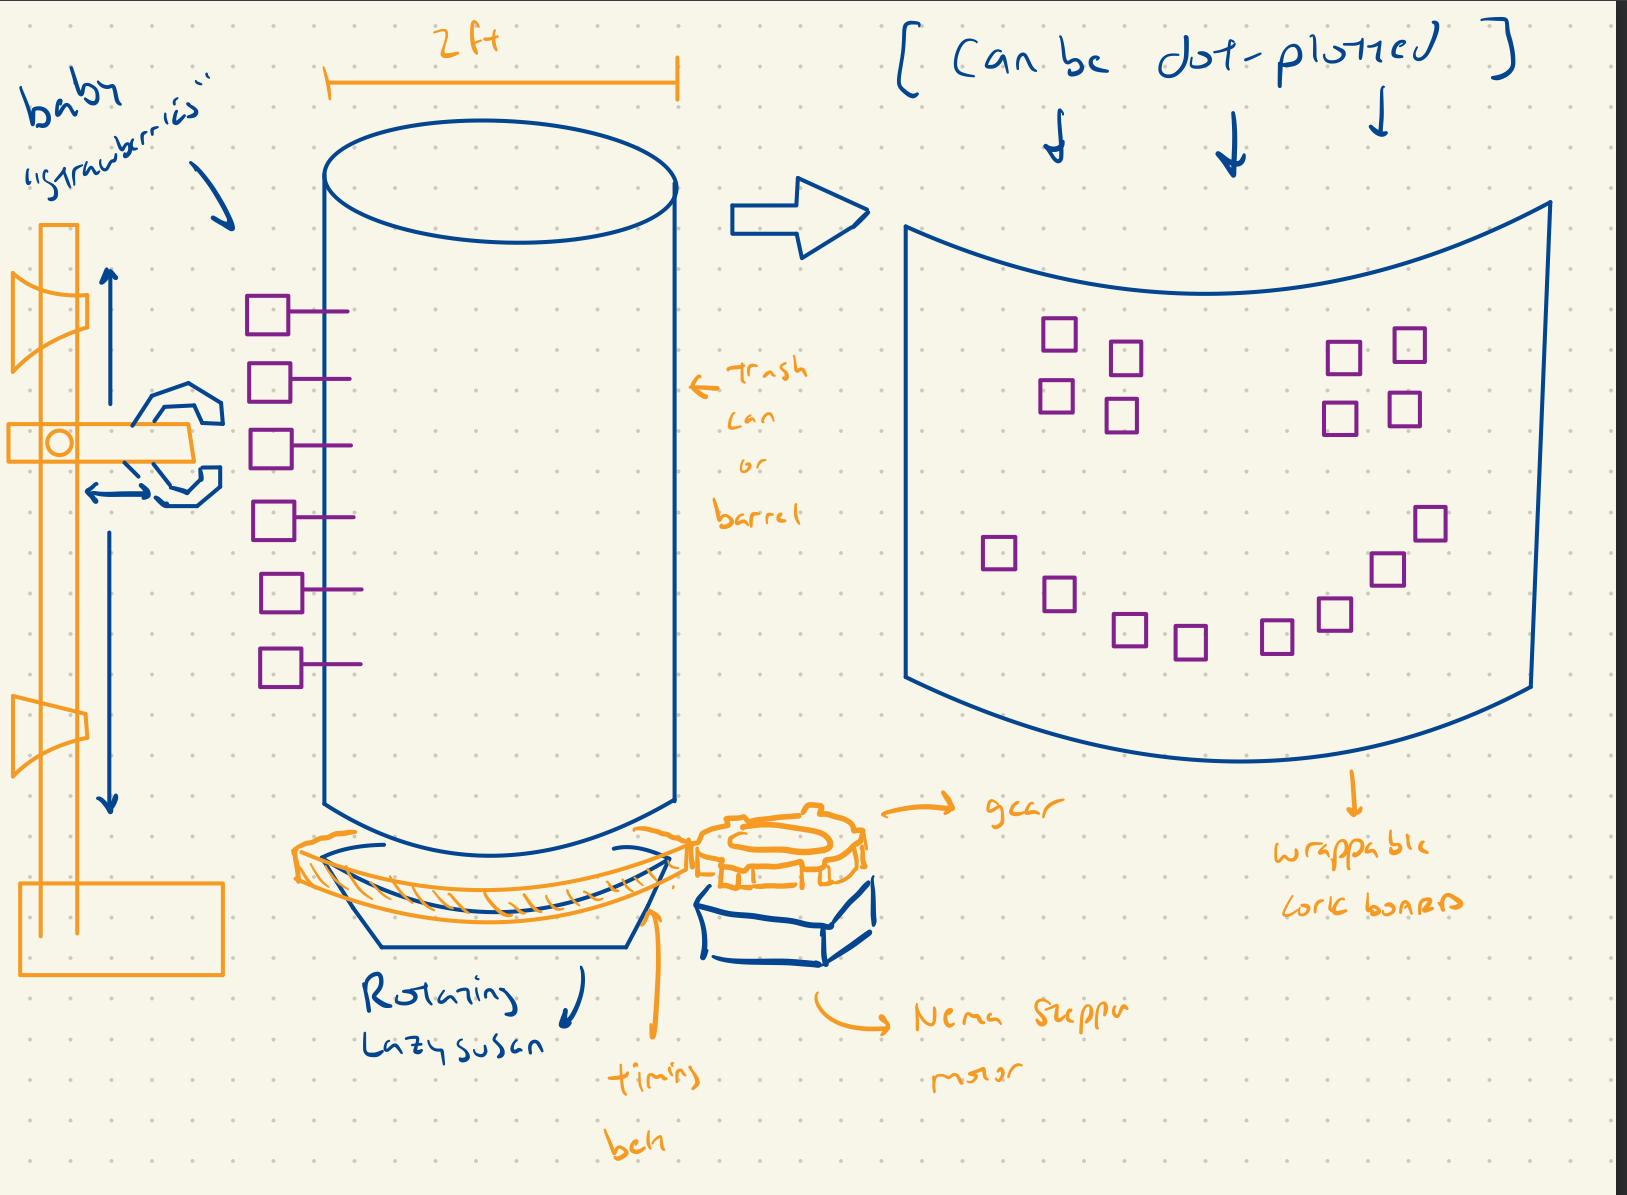 2 ft
[ Can be dot-plotted ]
baby
"strawberries"
trash
can
or
barrel
gear
wrappable
cork boards
Rotating
Lazy susan
Nema stepper
motor
timing
belt